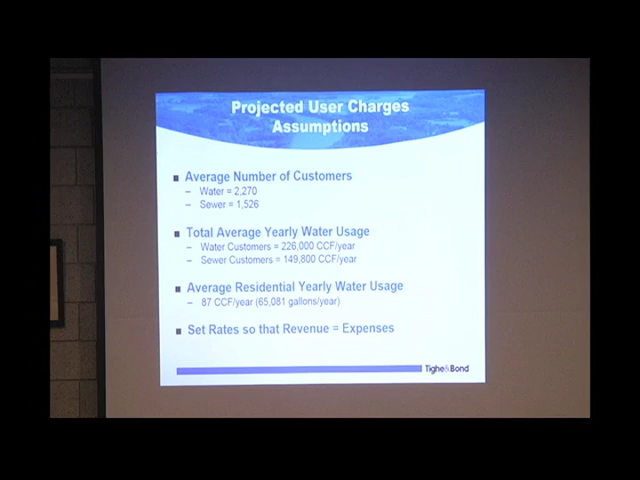 Projected User Charges
Assumptions
■ Average Number of Customers
– Water = 2,270
– Sewer = 1,526
■ Total Average Yearly Water Usage
– Water Customers = 226,000 CCF/year
– Sewer Customers = 149,800 CCF/year
■ Average Residential Yearly Water Usage
– 87 CCF/year (65,081 gallons/year)
■ Set Rates so that Revenue = Expenses
Tighe&Bond